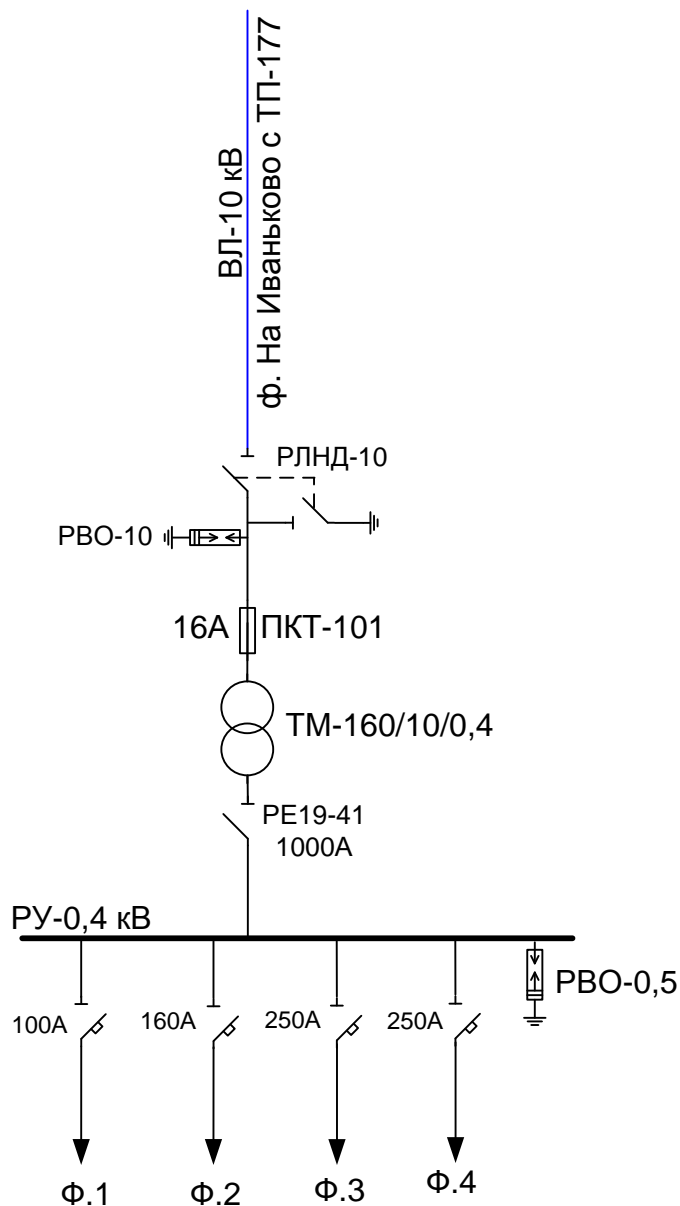 ВЛ-10 кВ
ф. На Иваньково с ТП-177
РЛНД-10
РВО-10
16А
ПКТ-101
ТМ-160/10/0,4
РЕ19-41
1000А
РУ-0,4 кВ
РВО-0,5
100А
160А
250А
250А
Ф.1
Ф.2
Ф.3
Ф.4